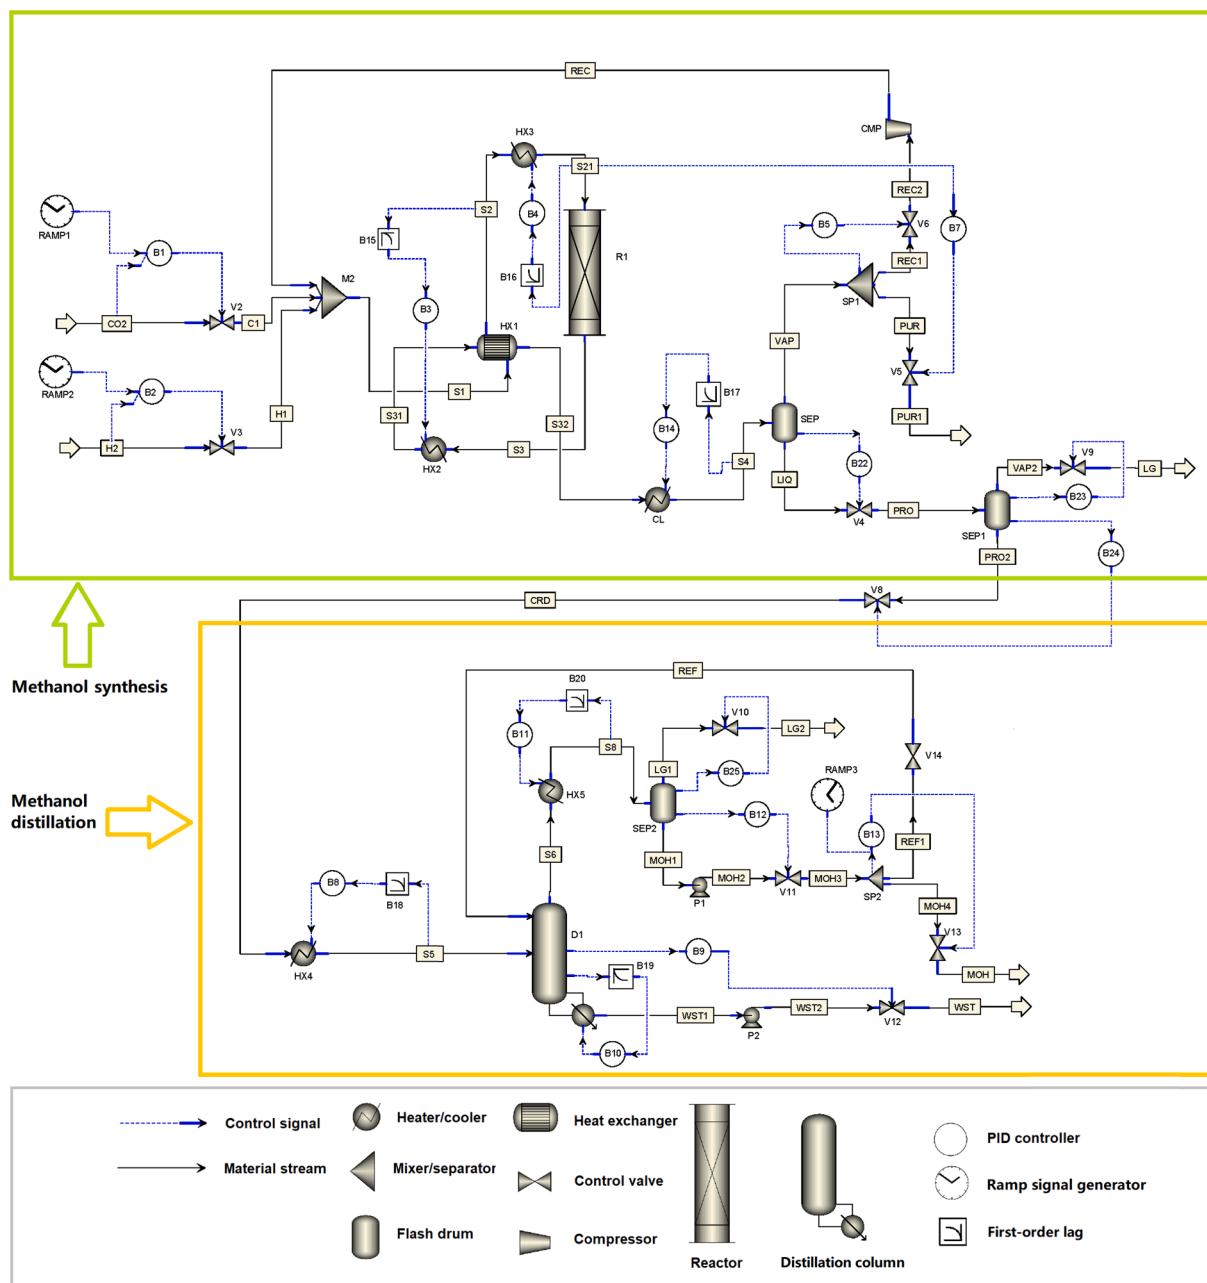 REC
CMP
HX3
S21
REC2
S2
B4
B5
V6
B7
RAMP1
B15
B1
B16
R1
REC1
M2
SP1
V2
B3
CO2
C1
HX1
PUR
VAP
V5
RAMP2
B2
S1
B17
PUR1
S31
H1
SEP
S32
B14
H2
V3
S3
S4
HX2
B22
V9
VAP2
LG
LIQ
B23
CL
V4
PRO
SEP1
B24
PRO2
V8
CRD
Methanol synthesis
REF
B20
V10
B11
S8
LG2
V14
LG1
B25
RAMP3
Methanol
distillation
HX5
SEP2
B12
B13
REF1
S6
MOH1
MOH2
MOH3
P1
V11
SP2
B8
B18
MOH4
D1
V13
S5
B9
HX4
B19
MOH
WST1
WST2
WST
P2
V12
B10
Control signal
Heater/cooler
Heat exchanger
PID controller
Material stream
Mixer/separator
Control valve
Ramp signal generator
Flash drum
Compressor
First-order lag
Reactor
Distillation column